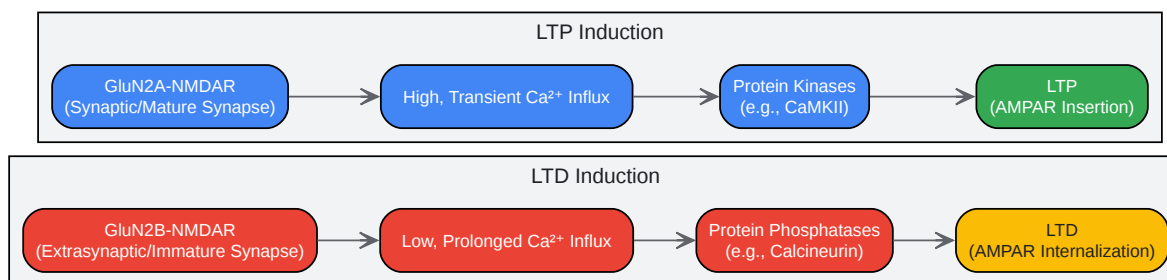 LTP Induction
GluN2A-NMDAR
(Synaptic/Mature Synapse)
High, Transient Ca²⁺ Influx
Protein Kinases
(e.g., CaMKII)
LTP
(AMPAR Insertion)
LTD Induction
GluN2B-NMDAR
(Extrasynaptic/Immature Synapse)
Low, Prolonged Ca²⁺ Influx
Protein Phosphatases
(e.g., Calcineurin)
LTD
(AMPAR Internalization)